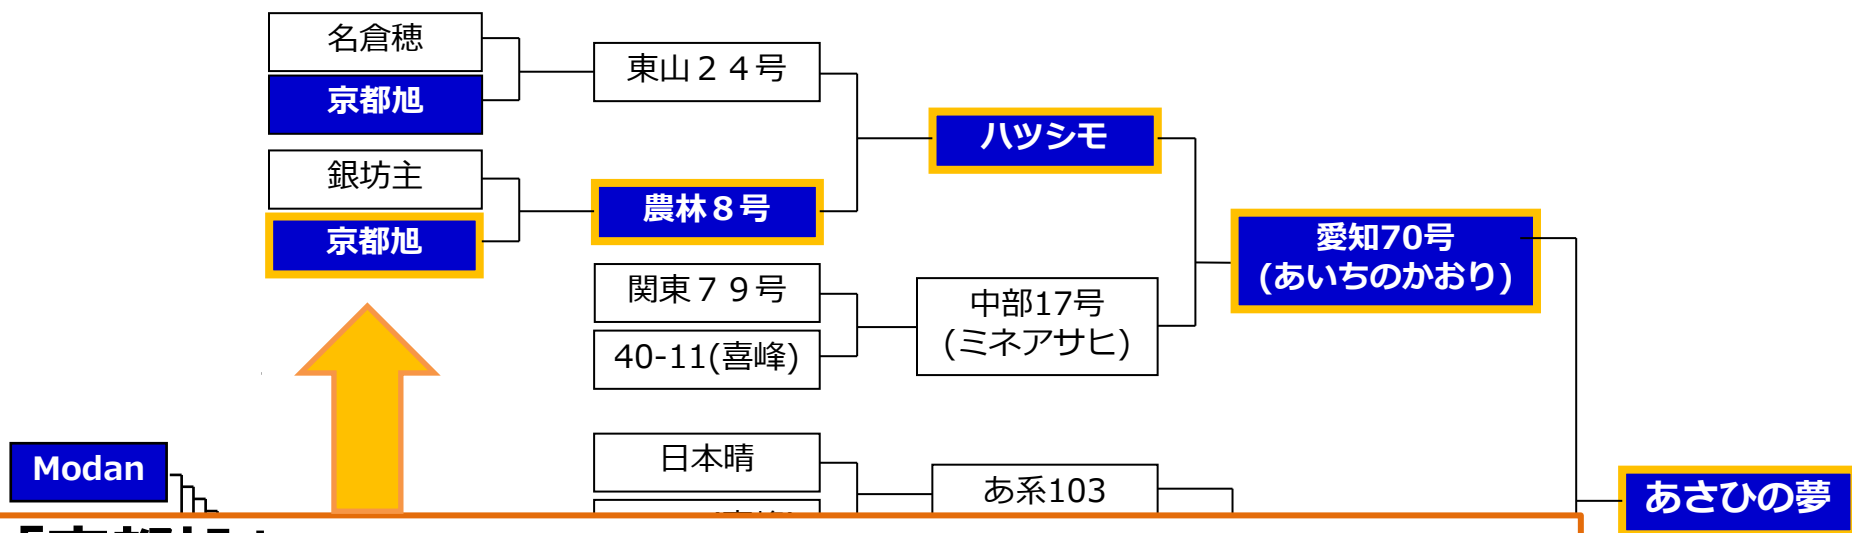 名倉穂
京都旭
東山２４号
ハツシモ
銀坊主
京都旭
農林８号
愛知70号
(あいちのかおり)
関東７９号
40-11(喜峰)
中部17号
(ミネアサヒ)
日本晴
あ系103
Modan
あさひの夢